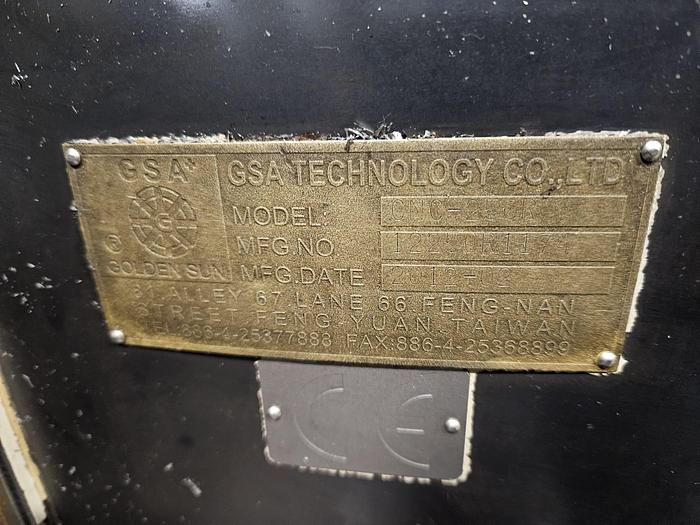 GSA+
G
®
GOLDEN SUN
GSA TECHNOLOGY CO.,LTD
MODEL:
MFG.NO
MFG.DATE
ALLEY 67 LANE 66 FENG-NAN
STREET FENG YUAN TAIWAN
TEL:886-4-25377888 FAX:886-4-25368899
CE